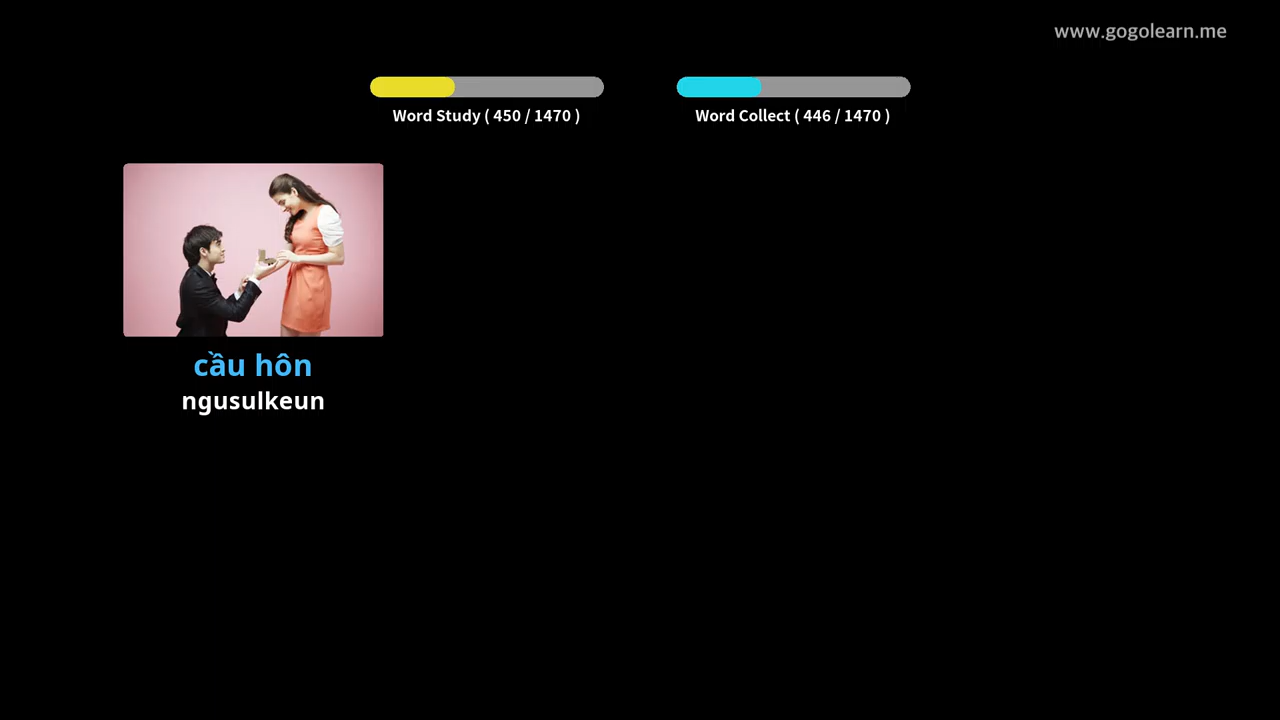 www.gogolearn.me
Word Study ( 450 / 1470 )
Word Collect ( 446 / 1470 )
cầu hôn
ngusulkeun